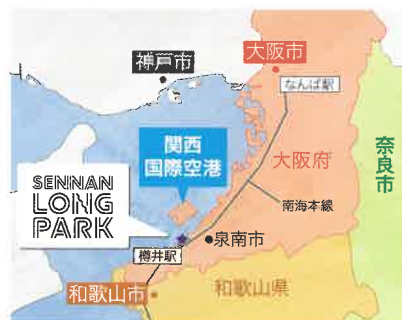 大阪市
神戸市
なんば駅
関西
国際空港
奈良市
大阪府
SENNAN
LONG
PARK
南海本線
泉南市
樽井駅
和歌山市
和歌山県